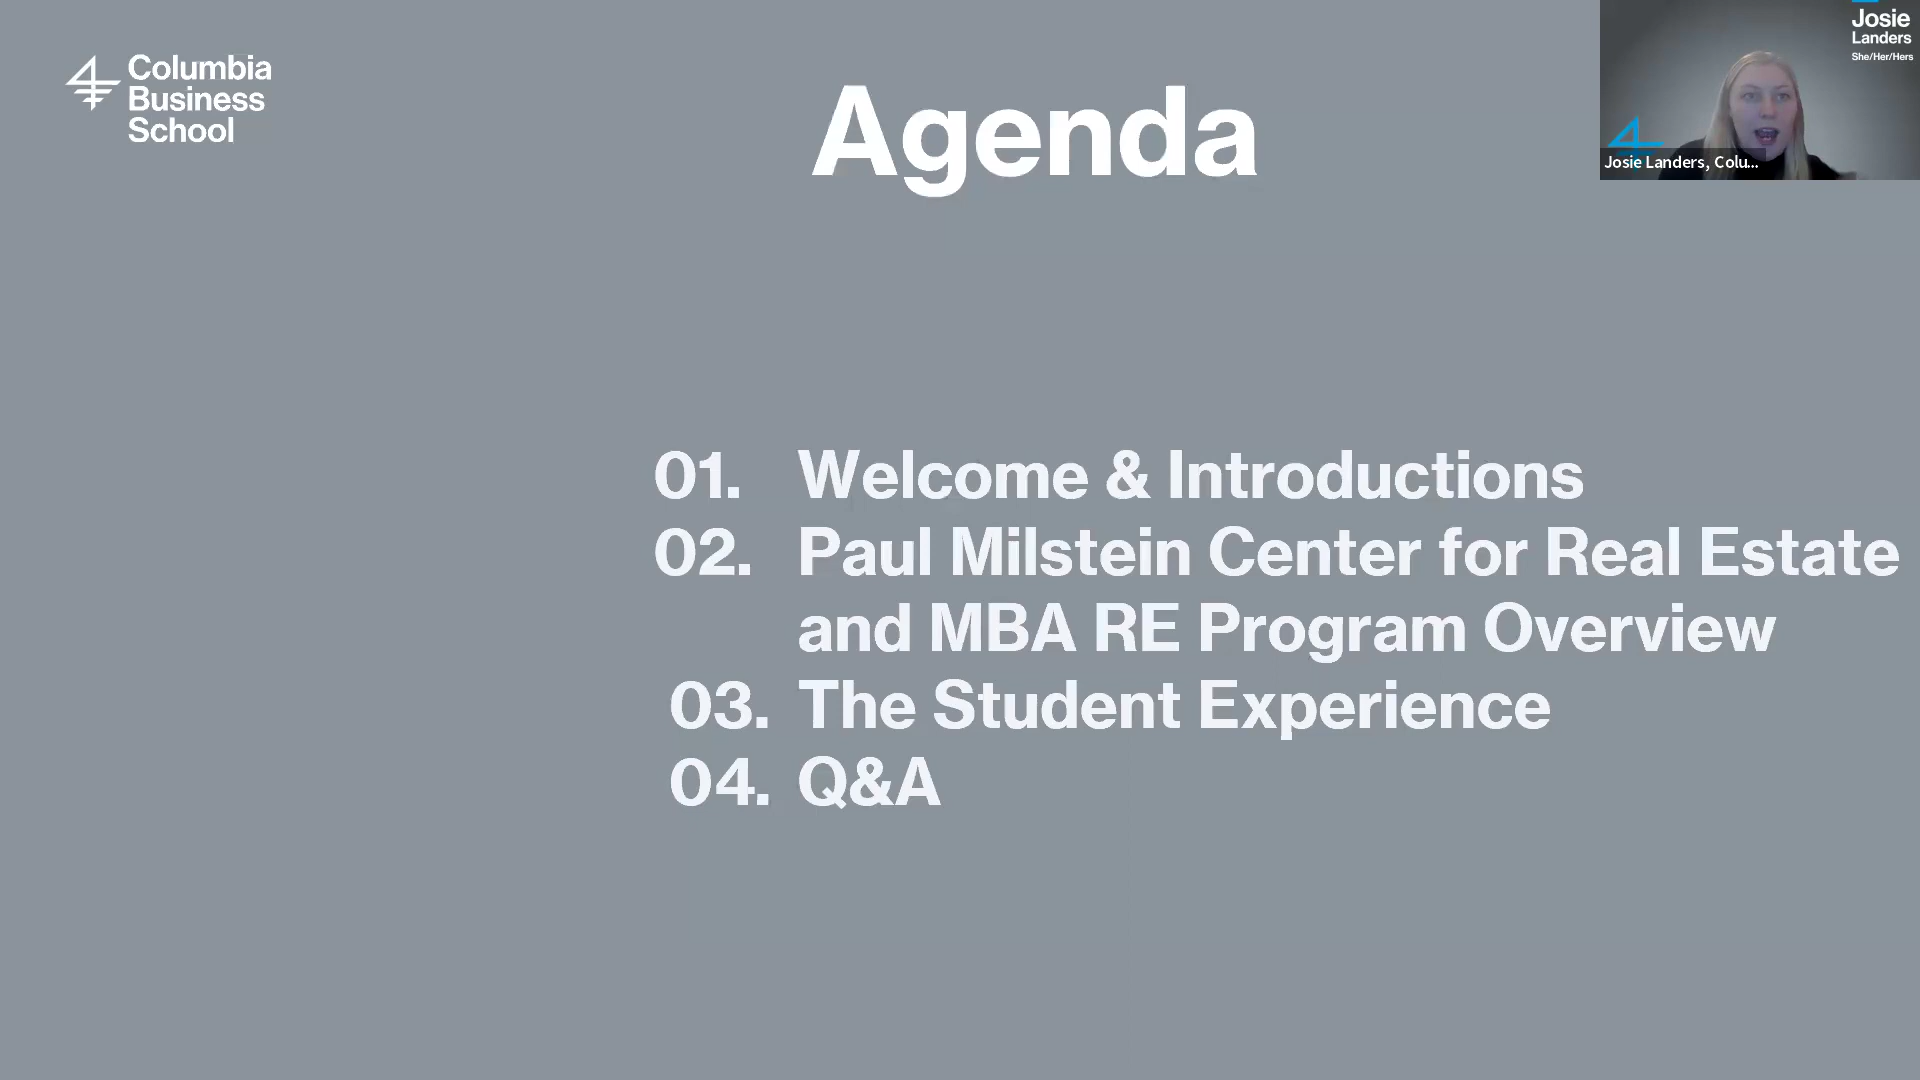 Columbia
Business
School
Agenda
Josie
Landers
She/Her/Hers
Josie Landers, Colu...
01. Welcome & Introductions
02. Paul Milstein Center for Real Estate
and MBA RE Program Overview
03. The Student Experience
04. Q&A